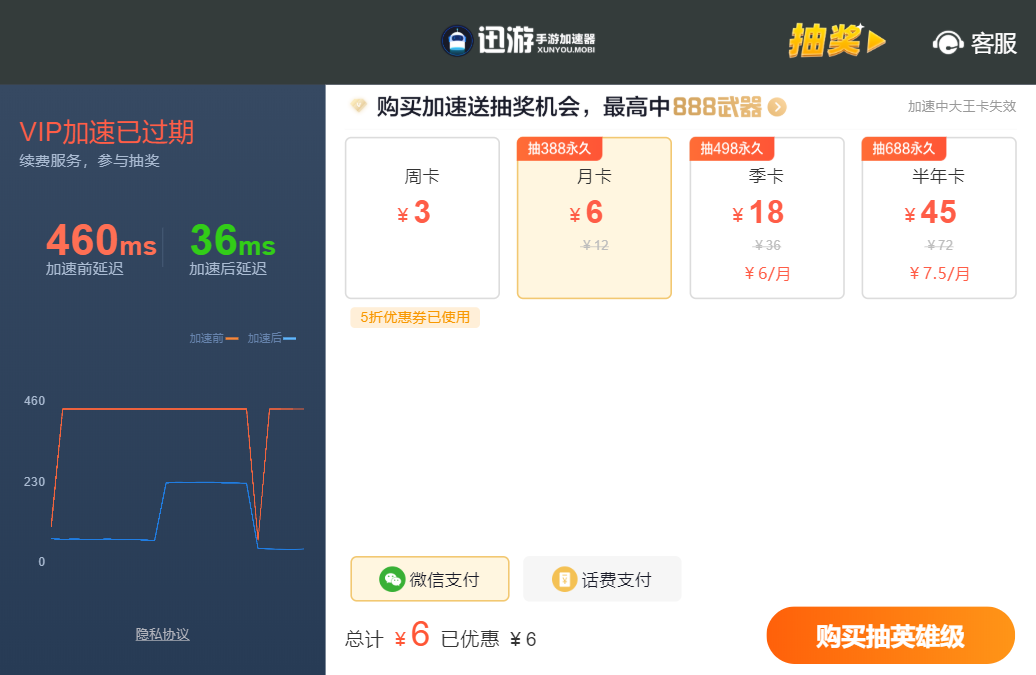 迅游手游加速器
XUNYOU.MOBI
抽奖
客服
VIP加速已过期
续费服务，参与抽奖
460ms
加速前延迟
36ms
加速后延迟
加速前 加速后
460
230
0
隐私协议
购买加速送抽奖机会，最高中888武器
加速中大王卡失效
周卡
¥3
抽388永久
月卡
¥6
¥12
抽498永久
季卡
¥18
¥36
¥6/月
抽688永久
半年卡
¥45
¥72
¥7.5/月
5折优惠券已使用
微信支付
话费支付
总计 ¥6 已优惠 ¥6
购买抽英雄级